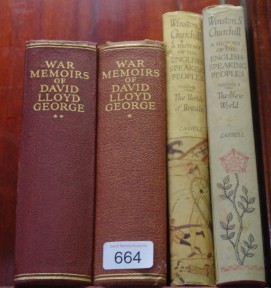 WAR
MEMOIRS
OF
DAVID
LLOYD
GEORGE
**
WAR
MEMOIRS
OF
DAVID
LLOYD
GEORGE
*
664
Winston S.
Churchill
A HISTORY
OF THE
ENGLISH
SPEAKING
PEOPLES
The Birth
of Britain
CASSELL
Winston S.
Churchill
A HISTORY
OF THE
ENGLISH
SPEAKING
PEOPLES
The New
World
CASSELL